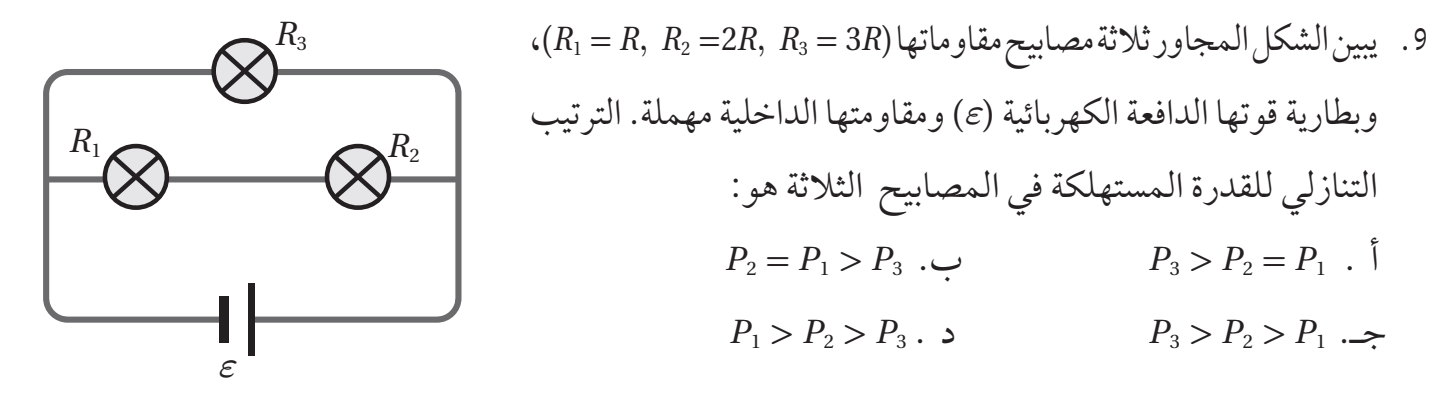 9. يبين الشكل المجاور ثلاثة مصابيح مقاوماتها (R₁ = R, R₂ =2R, R₃ = 3R)،
وبطارية قوتها الدافعة الكهربائية (ε) ومقاومتها الداخلية مهملة. الترتيب
التنازلي للقدرة المستهلكة في المصابيح الثلاثة هو:
أ . P₃ > P₂ = P₁ ب. P₂ = P₁ > P₃
جـ. P₃ > P₂ > P₁ د . P₁ > P₂ > P₃
R₃
R₁ R₂
ε